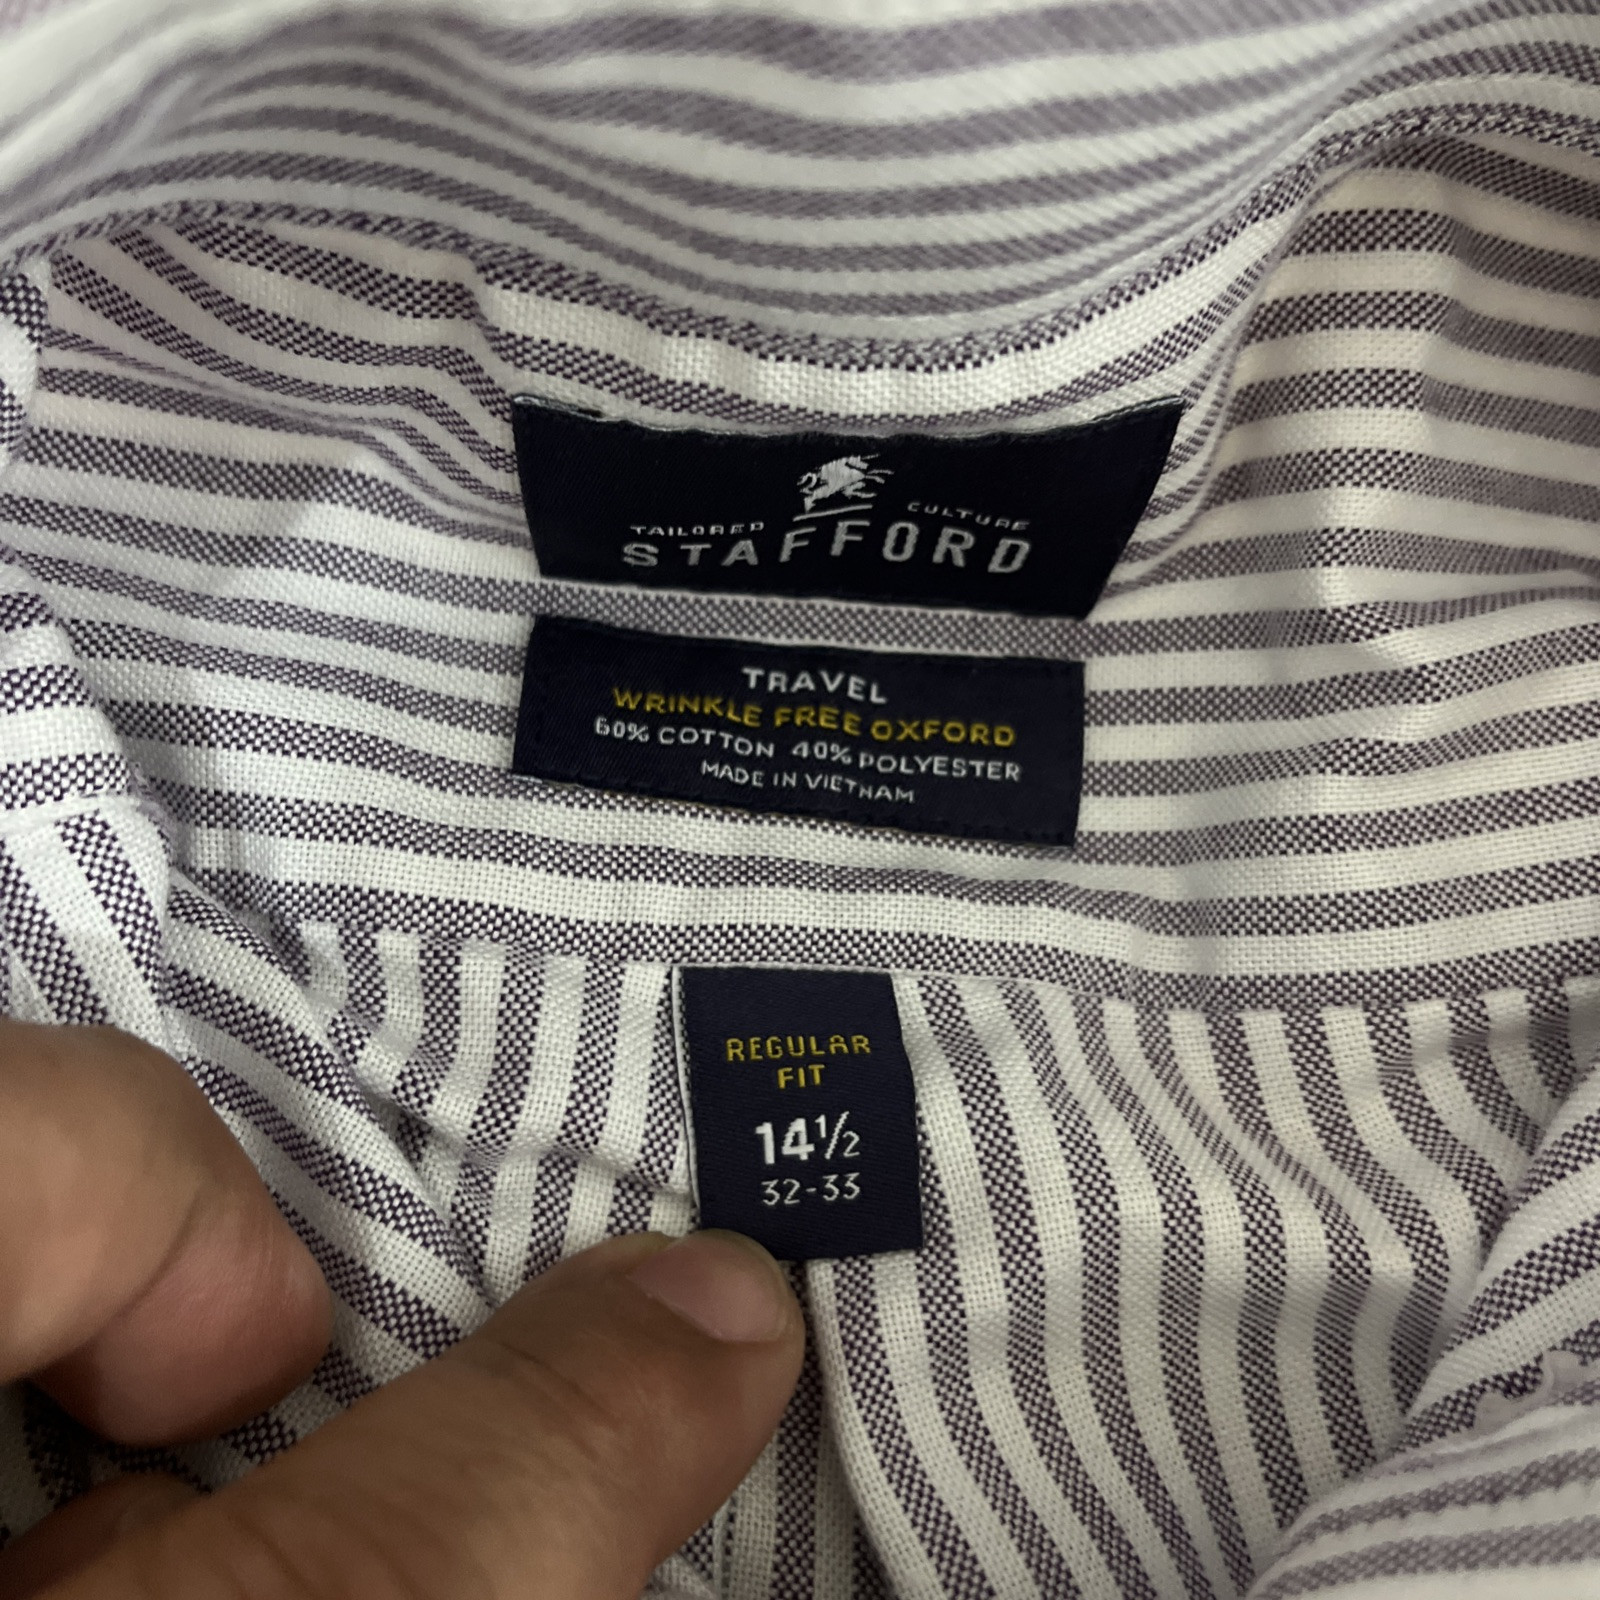 TAILORED CULTURE
STAFFORD
TRAVEL
WRINKLE FREE OXFORD
60% COTTON 40% POLYESTER
MADE IN VIETNAM
REGULAR
FIT
14½
32-33